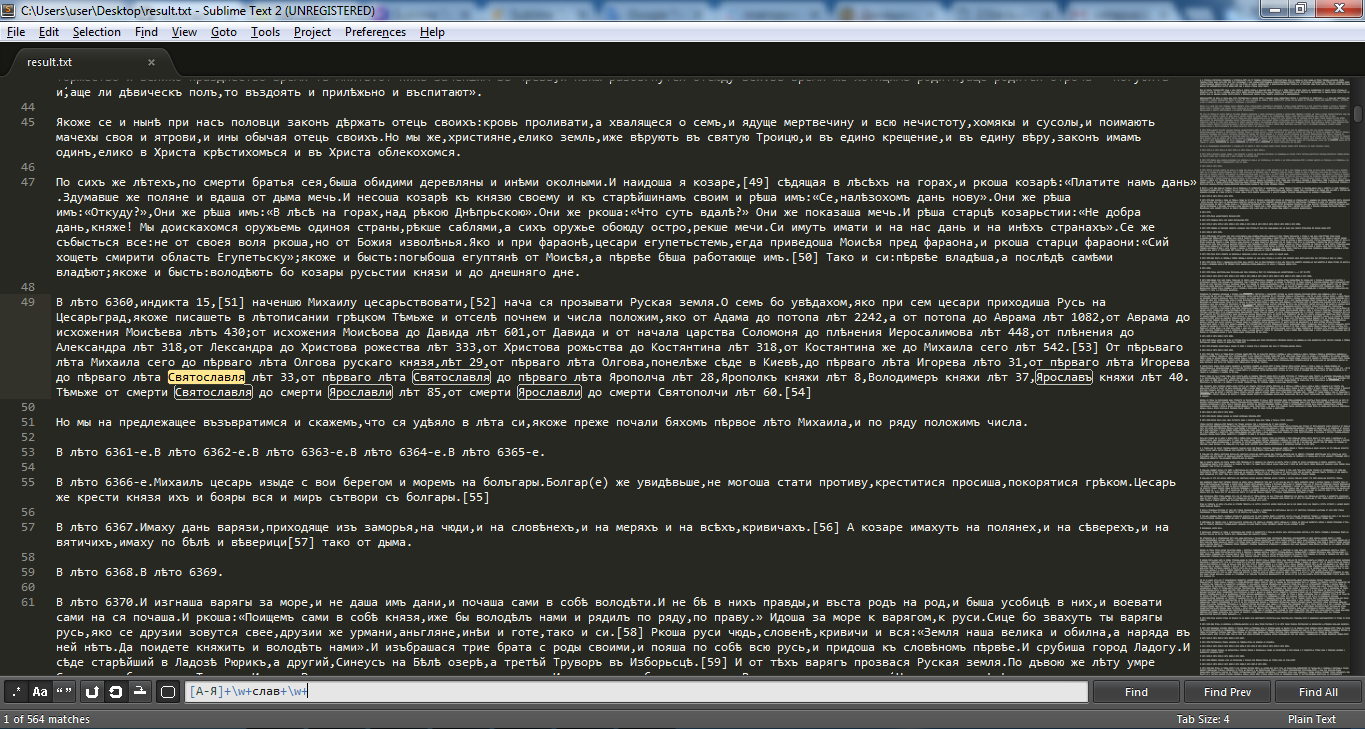 C:\Users\user\Desktop\result.txt - Sublime Text 2 (UNREGISTERED)
File Edit Selection Find View Goto Tools Project Preferences Help
result.txt ×
и,аще ли дѣвическъ полъ,то въздоять и прилѣжьно и въспитают».
44
45 Якоже се и нынѣ при насъ половци законъ дѣржать отець своихъ:кровь проливати,а хвалящеся о семъ,и ядуще мертвечину и всю нечистоту,хомякы и сусолы,и поимають
мачехы своя и ятрови,и ины обычая отець своихъ.Но мы же,христяне,елико земль,иже вѣрують въ святую Троицю,и въ едино крещение,и въ едину вѣру,законъ имамъ
одинъ,елико в Христа крѣстихомъся и въ Христа облекохомся.
46
47 По сихъ же лѣтехъ,по смерти братья сея,быша обидими деревляны и инѣми околными.И наидоша я козаре,[49] сѣдящая в лѣсѣхъ на горах,и ркоша козарѣ:«Платите намъ дань»
.Здумавше же поляне и вдаша от дыма мечь.И несоша козарѣ къ князю своему и къ старѣйшинамъ своим и рѣша имъ:«Се,налѣзохомъ дань нову».Они же рѣша
имъ:«Откуду?»,Они же рѣша имъ:«В лѣсѣ на горах,над рѣкою Днѣпрьскою».Они же ркоша:«Что суть вдалѣ?» Они же показаша мечь.И рѣша старцѣ козарьстии:«Не добра
дань,княже! Мы доискахомся оружьемь одиноя страны,рѣкше саблями,а сихъ оружье обоюду остро,рекше мечи.Си имуть имати и на нас дани и на инѣхъ странахъ».Се же
събысться все:не от своея воля ркоша,но от Божия изволѣнья.Яко и при фараонѣ,цесари египетьстемь,егда приведоша Моисѣя пред фараона,и ркоша старци фараони:«Сий
хощеть смирити область Египетьску»;якоже и бысть:погыбоша егуптянѣ от Моисѣя,а пѣрвѣе бѣша работающе имъ.[50] Тако и си:пѣрвѣе владѣша,а послѣдѣ самѣми
владѣют;якоже и бысть:володѣють бо козары русьстии князи и до днешняго дне.
48
49 В лѣто 6360,индикта 15,[51] наченшю Михаилу цесарьствовати,[52] нача ся прозывати Руская земля.О семъ бо увѣдахом,яко при сем цесари приходиша Русь на
Цесарьград,якоже писашеть в лѣтописании грѣцком Тѣмьже и отселѣ почнем и числа положим,яко от Адама до потопа лѣт 2242,а от потопа до Аврама лѣт 1082,от Аврама до
исхожения Моисѣева лѣтъ 430;от исхожения Моисѣова до Давида лѣт 601,от Давида и от начала царства Соломоня до плѣнения Иеросалимова лѣт 448,от плѣнения до
Александра лѣт 318,от Лександра до Христова рожества лѣт 333,от Христова рожьства до Костянтина лѣт 318,от Костянтина же до Михаила сего лѣт 542.[53] От пѣрьваго
лѣта Михаила сего до пѣрваго лѣта Олгова рускаго князя,лѣт 29,от пѣрваго лѣта Олгова,понелѣже сѣде в Киевѣ,до пѣрваго лѣта Игорева лѣто 31,от пѣрваго лѣта Игорева
до пѣрваго лѣта Святославля лѣт 33,от пѣрваго лѣта Святославля до пѣрваго лѣта Ярополча лѣт 28,Ярополкъ княжи лѣт 8,Володимеръ княжи лѣт 37,Ярославъ княжи лѣт 40.
Тѣмьже от смерти Святославля до смерти Ярославли лѣт 85,от смерти Ярославли до смерти Святополчи лѣт 60.[54]
50
51 Но мы на предлежащее възъвратимся и скажемъ,что ся удѣяло в лѣта си,якоже преже почали бяхомъ пѣрвое лѣто Михаила,и по ряду положимъ числа.
52
53 В лѣто 6361-е.В лѣто 6362-е.В лѣто 6363-е.В лѣто 6364-е.В лѣто 6365-е.
54
55 В лѣто 6366-е.Михаилъ цесарь изыде с вои берегом и моремъ на болъгары.Болгар(е) же увидѣвьше,не могоша стати противу,креститися просиша,покорятися грѣком.Цесарь
же крести князя ихъ и бояры вся и миръ сътвори съ болгары.[55]
56
57 В лѣто 6367.Имаху дань варязи,приходяще изъ заморья,на чюди,и на словѣнехъ,и на меряхъ и на всѣхъ,кривичахъ.[56] А козаре имахуть на полянех,и на сѣверехъ,и на
вятичихъ,имаху по бѣлѣ и вѣверици[57] тако от дыма.
58
59 В лѣто 6368.В лѣто 6369.
60
61 В лѣто 6370.И изгнаша варягы за море,и не даша имъ дани,и почаша сами в собѣ володѣти.И не бѣ в нихъ правды,и въста родъ на род,и быша усобицѣ в них,и воевати
сами на ся почаша.И ркоша:«Поищемъ сами в собѣ князя,иже бы володѣлъ нами и рядилъ по ряду,по праву.» Идоша за море к варягом,к руси.Сице бо звахуть ты варягы
русь,яко се друзии зовутся свее,друзии же урмани,аньгляне,инѣи и готе,тако и си.[58] Ркоша руси чюдь,словенѣ,кривичи и вся:«Земля наша велика и обилна,а наряда въ
ней нѣтъ.Да поидете княжить и володѣть нами».И изъбрашася трие брата с роды своими,и пояша по собѣ всю русь,и придоша къ словѣномъ пѣрвѣе.И срубиша город Ладогу.И
сѣде старѣйший в Ладозѣ Рюрикъ,а другий,Синеусъ на Бѣлѣ озерѣ,а третѣй Труворъ въ Изборьсцѣ.[59] И от тѣхъ варягъ прозвася Руская земля.По дъвою же лѣту умре
.* Aa “” [А-Я]+\w+слав+\w+ Find Find Prev Find All
1 of 564 matches Tab Size: 4 Plain Text